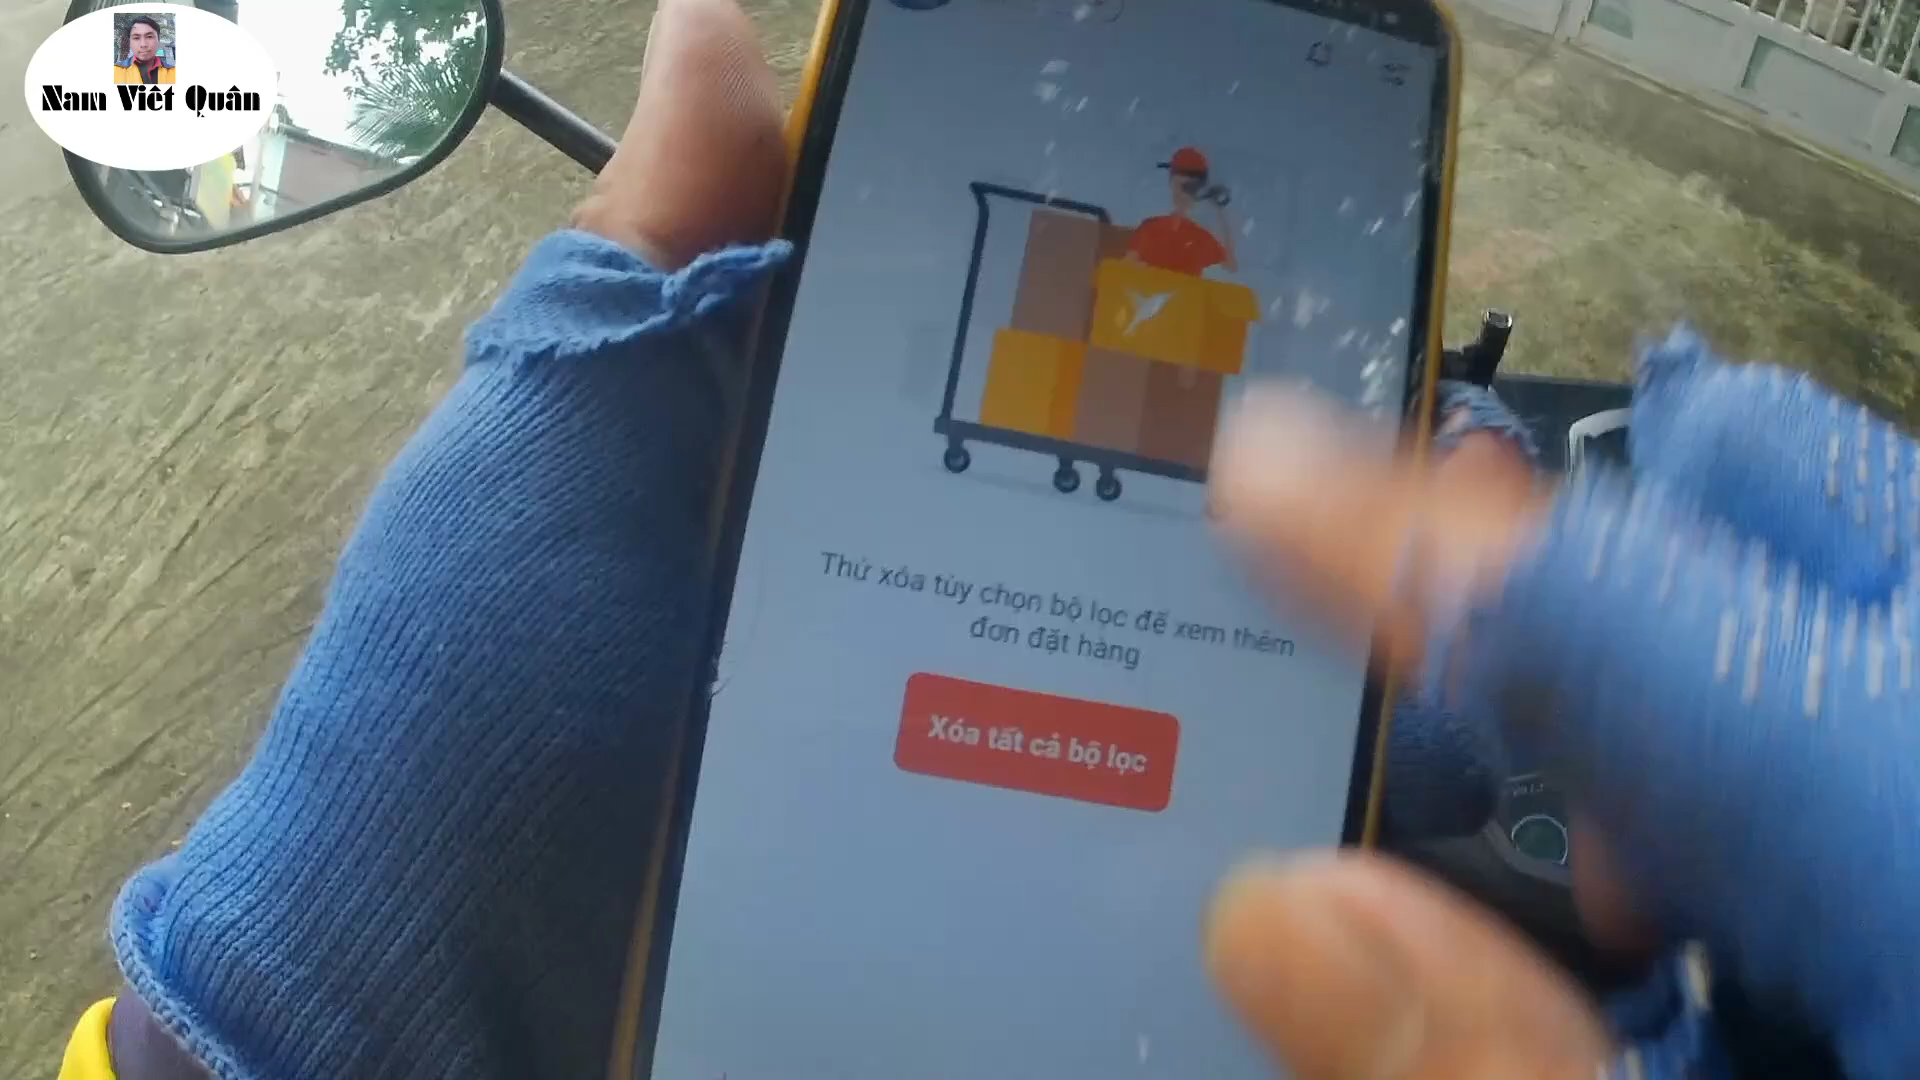 Nam Việt Quân
Thử xóa tùy chọn bộ lọc để xem thêm
đơn đặt hàng
Xóa tất cả bộ lọc